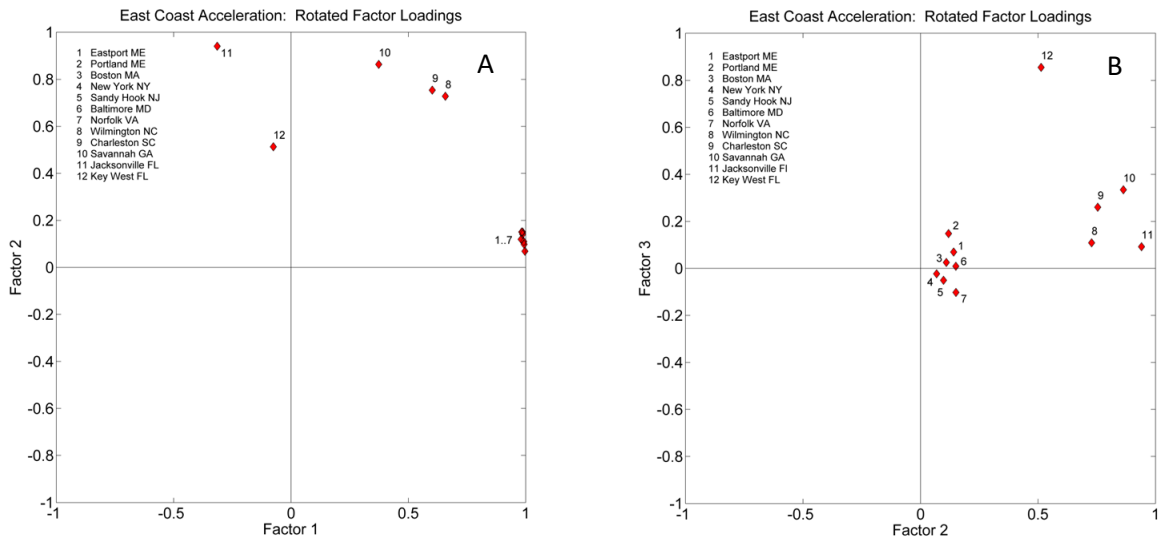 East Coast Acceleration: Rotated Factor Loadings
A
1 Eastport ME
2 Portland ME
3 Boston MA
4 New York NY
5 Sandy Hook NJ
6 Baltimore MD
7 Norfolk VA
8 Wilmington NC
9 Charleston SC
10 Savannah GA
11 Jacksonville FL
12 Key West FL
11
10
9
8
12
1..7
1
0.8
0.6
0.4
0.2
0
-0.2
-0.4
-0.6
-0.8
-1
-1
-0.5
0
0.5
1
Factor 2
Factor 1
East Coast Acceleration: Rotated Factor Loadings
B
1 Eastport ME
2 Portland ME
3 Boston MA
4 New York NY
5 Sandy Hook NJ
6 Baltimore MD
7 Norfolk VA
8 Wilmington NC
9 Charleston SC
10 Savannah GA
11 Jacksonville Fl
12 Key West FL
12
10
9
8
11
2
1
3
6
4
5
7
1
0.8
0.6
0.4
0.2
0
-0.2
-0.4
-0.6
-0.8
-1
-1
-0.5
0
0.5
1
Factor 3
Factor 2